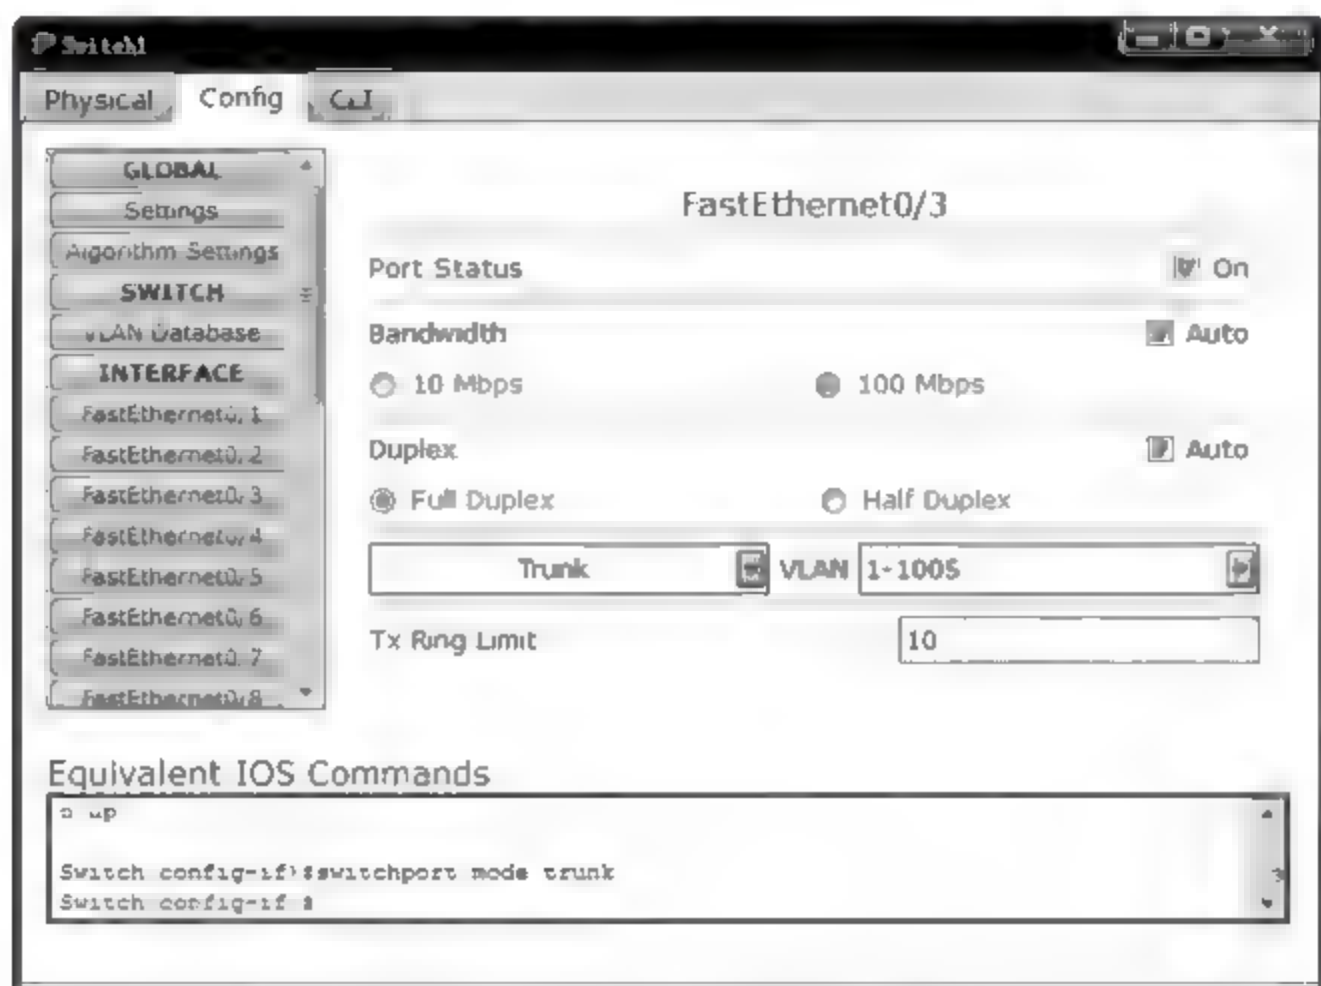 Switch1
Physical Config CLI
GLOBAL
Settings
Algorithm Settings
SWITCH
VLAN Database
INTERFACE
FastEthernet0/1
FastEthernet0/2
FastEthernet0/3
FastEthernet0/4
FastEthernet0/5
FastEthernet0/6
FastEthernet0/7
FastEthernet0/8
FastEthernet0/3
Port Status On
Bandwidth Auto
10 Mbps 100 Mbps
Duplex Auto
Full Duplex Half Duplex
Trunk VLAN 1-1005
Tx Ring Limit 10
Equivalent IOS Commands
up
Switch(config-if)#switchport mode trunk
Switch(config-if)#